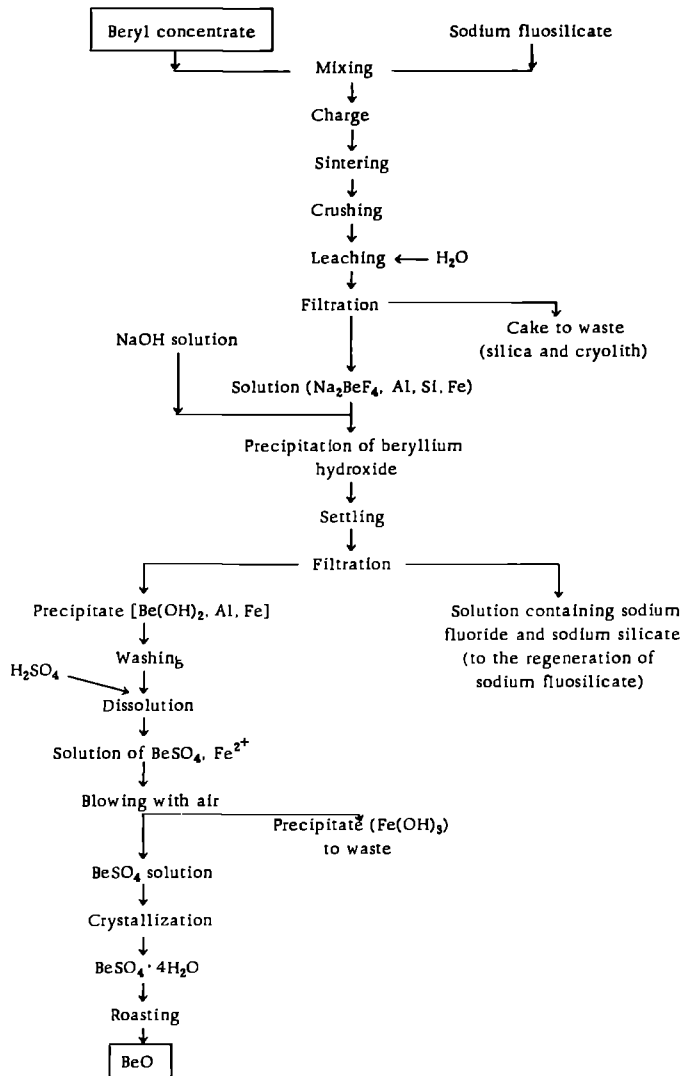 Beryl concentrate
Sodium fluosilicate
Mixing
Charge
Sintering
Crushing
Leaching
H₂O
Filtration
Cake to waste
(silica and cryolith)
NaOH solution
Solution (Na₂BeF₄, Al, Si, Fe)
Precipitation of beryllium
hydroxide
Settling
Filtration
Precipitate [Be(OH)₂, Al, Fe]
Solution containing sodium
fluoride and sodium silicate
(to the regeneration of
sodium fluosilicate)
Washing
H₂SO₄
Dissolution
Solution of BeSO₄, Fe²⁺
Blowing with air
Precipitate (Fe(OH)₃)
to waste
BeSO₄ solution
Crystallization
BeSO₄ · 4H₂O
Roasting
BeO